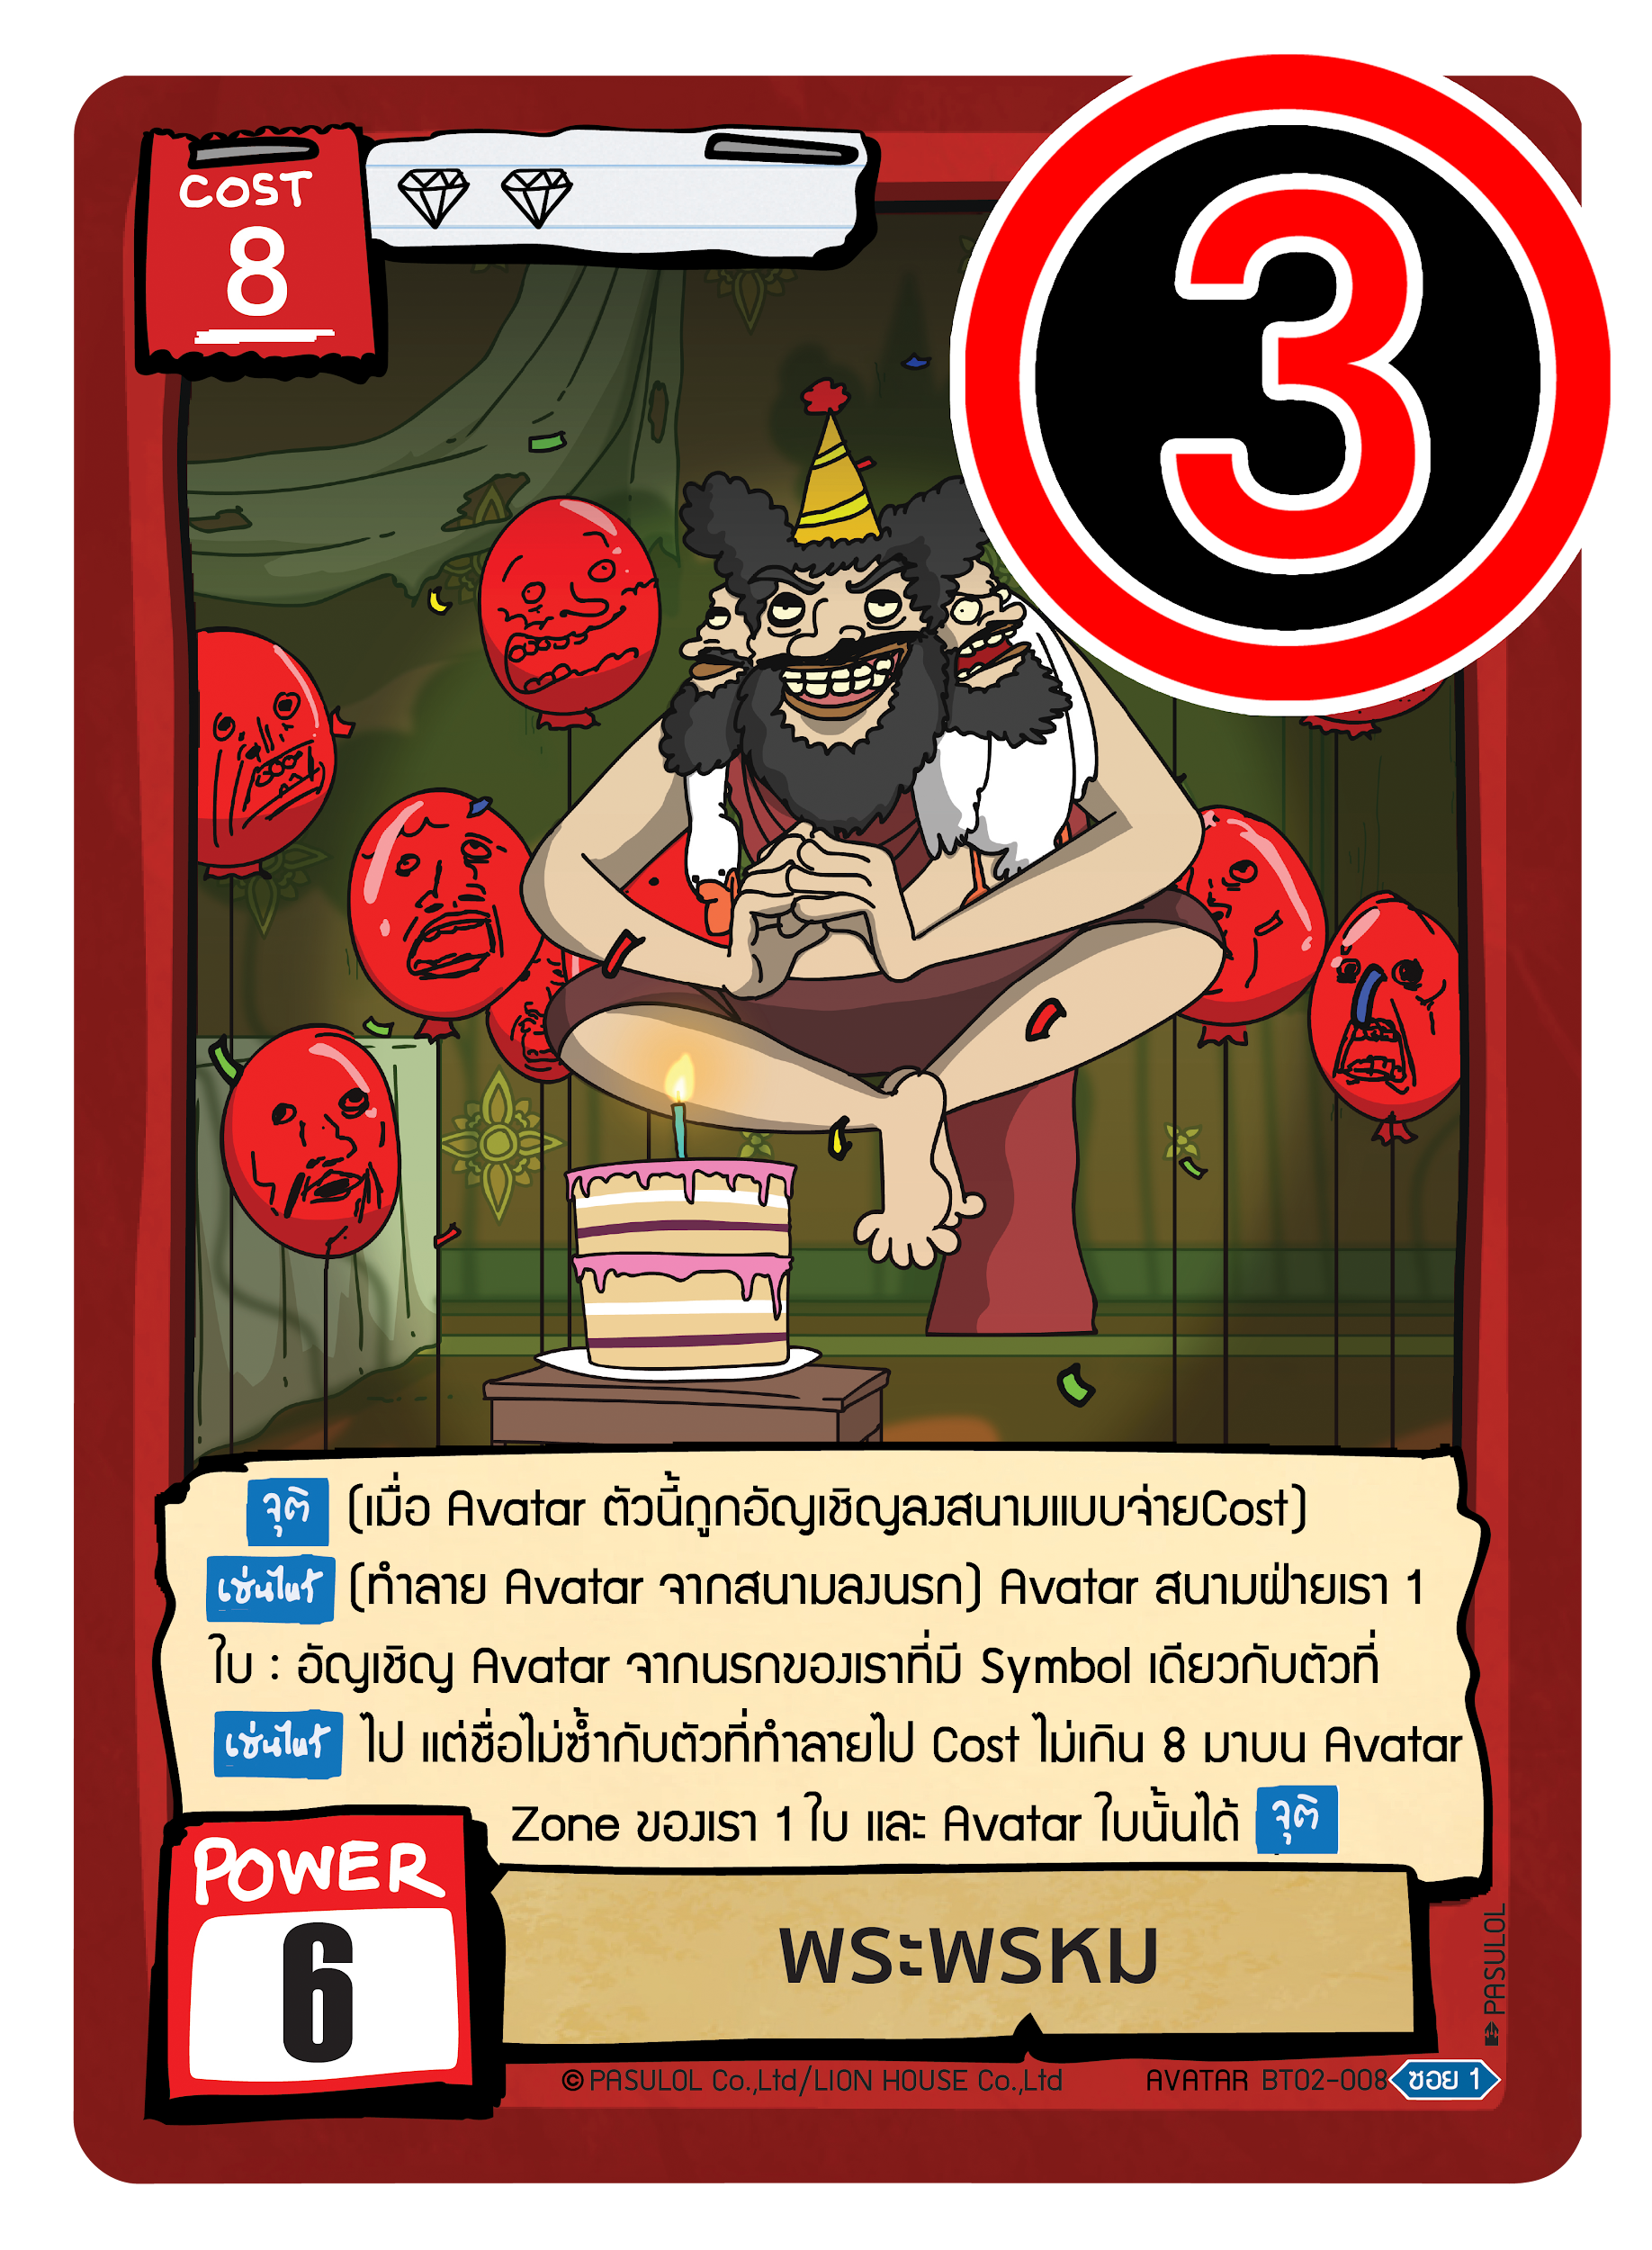 COST
8
3
จุติ (เมื่อ Avatar ตัวนี้ถูกอัญเชิญลงสนามแบบจ่ายCost)
เซ่นไหว้ (ทำลาย Avatar จากสนามลงนรก) Avatar สนามฝ่ายเรา 1
ใบ : อัญเชิญ Avatar จากนรกของเราที่มี Symbol เดียวกับตัวที่
เซ่นไหว้ ไป แต่ชื่อไม่ซ้ำกับตัวที่ทำลายไป Cost ไม่เกิน 8 มาบน Avatar
Zone ของเรา 1 ใบ และ Avatar ใบนั้นได้ จุติ
POWER
6
พระพรหม
PASULOL
©PASULOL Co.,Ltd/LION HOUSE Co.,Ltd
AVATAR BT02-008 ซอย 1